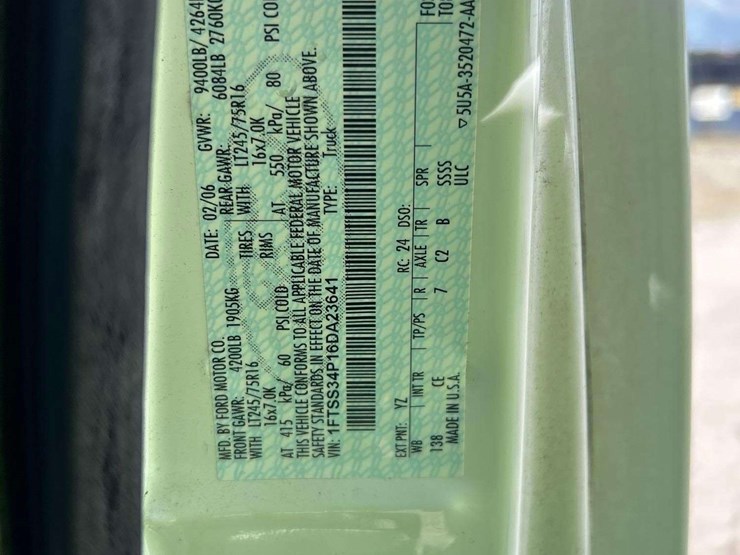 MFD. BY FORD MOTOR CO.   DATE: 02/06   GVWR: 9400LB/ 4264
FRONT GAWR: 4200LB 1905KG   REAR GAWR: 6084LB 2760K
WITH LT245/75R16 TIRES WITH LT245/75R16
16x7.0K RIMS 16x7.0K
AT 415 kPa/ 60 PSI COLD AT 550 kPa/ 80 PSI CO
THIS VEHICLE CONFORMS TO ALL APPLICABLE FEDERAL MOTOR VEHICLE
SAFETY STANDARDS IN EFFECT ON THE DATE OF MANUFACTURE SHOWN ABOVE.
VIN: 1FTSS34P16DA23641   TYPE: Truck
EXT PNT: YZ   RC: 24 DSO: FO
WB | INT TR | TP/PS | R | AXLE | TR | SPR TO
138 CE 7 C2 B SSSS
MADE IN U.S.A. ULC
▽5U5A-3520472-AA